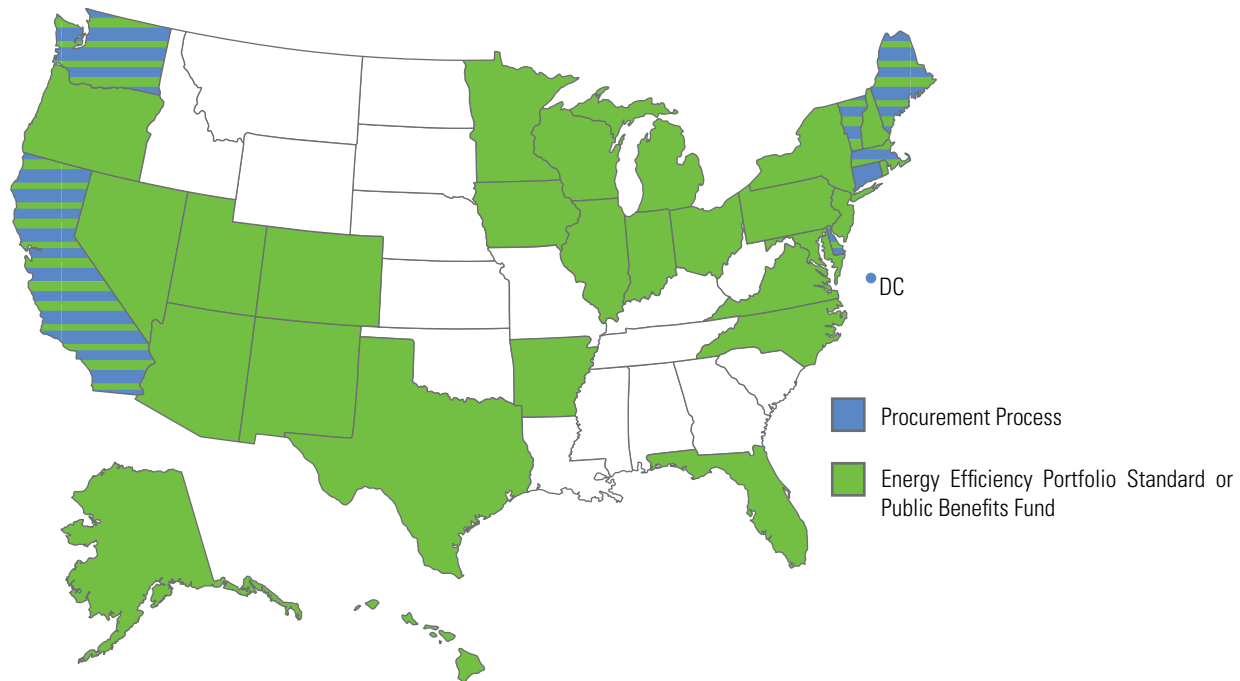 DC
Procurement Process
Energy Efficiency Portfolio Standard or
Public Benefits Fund